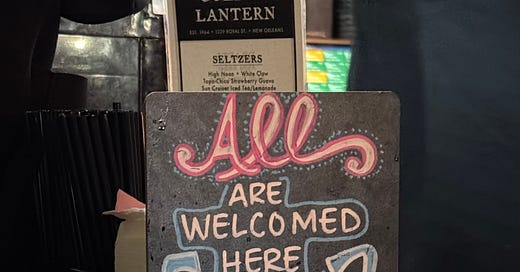 LANTERN
EST. 1964 • 1239 ROYAL ST. • NEW ORLEANS
SELTZERS
High Noon • White Claw
Topo-Chico Strawberry Guava
Sun Cruiser Iced Tea/Lemonade
All
ARE
WELCOMED
HERE